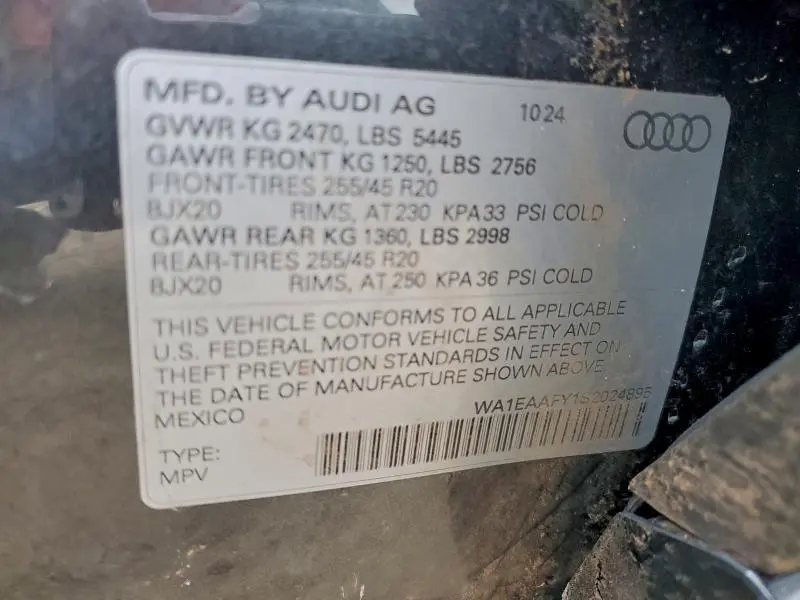 MFD. BY AUDI AG 1024
GVWR KG 2470, LBS 5445
GAWR FRONT KG 1250, LBS 2756
FRONT-TIRES 255/45 R20
8JX20 RIMS, AT 230 KPA 33 PSI COLD
GAWR REAR KG 1360, LBS 2998
REAR-TIRES 255/45 R20
8JX20 RIMS, AT 250 KPA 36 PSI COLD
THIS VEHICLE CONFORMS TO ALL APPLICABLE
U.S. FEDERAL MOTOR VEHICLE SAFETY AND
THEFT PREVENTION STANDARDS IN EFFECT ON
THE DATE OF MANUFACTURE SHOWN ABOVE.
MEXICO WA1EAAFY1S2024895
TYPE:
MPV